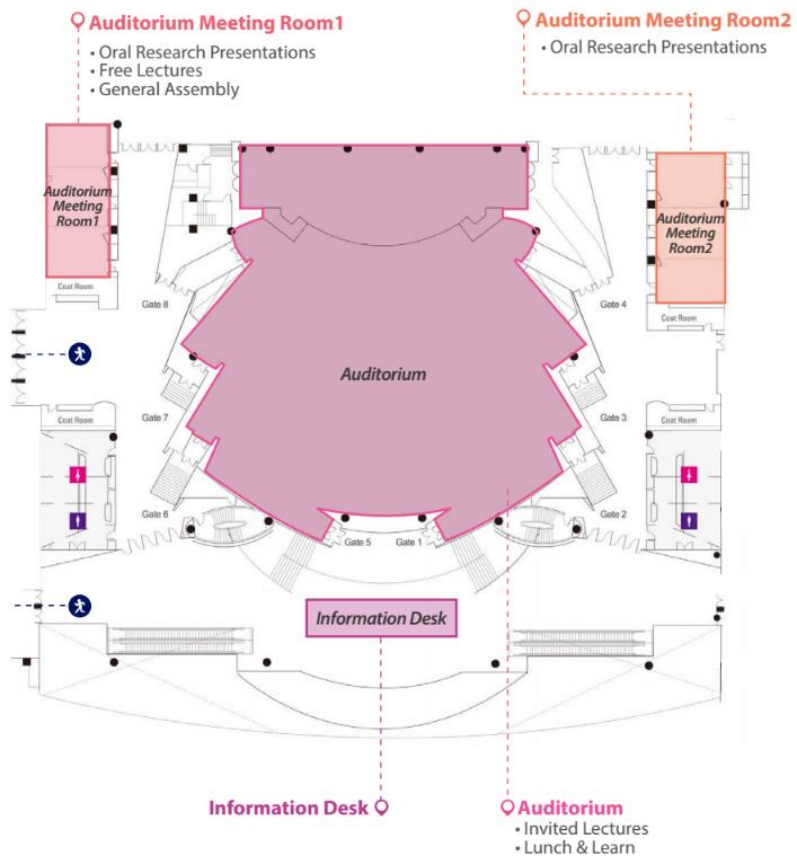 Auditorium Meeting Room1
• Oral Research Presentations
• Free Lectures
• General Assembly
Auditorium Meeting Room2
• Oral Research Presentations
Auditorium
Meeting
Room1
Auditorium
Meeting
Room2
Coat Room
Gate 8
Gate 4
Coat Room
Auditorium
Coat Room
Gate 7
Gate 3
Coat Room
Gate 6
Gate 5
Gate 1
Gate 2
Information Desk
Information Desk
Auditorium
• Invited Lectures
• Lunch & Learn